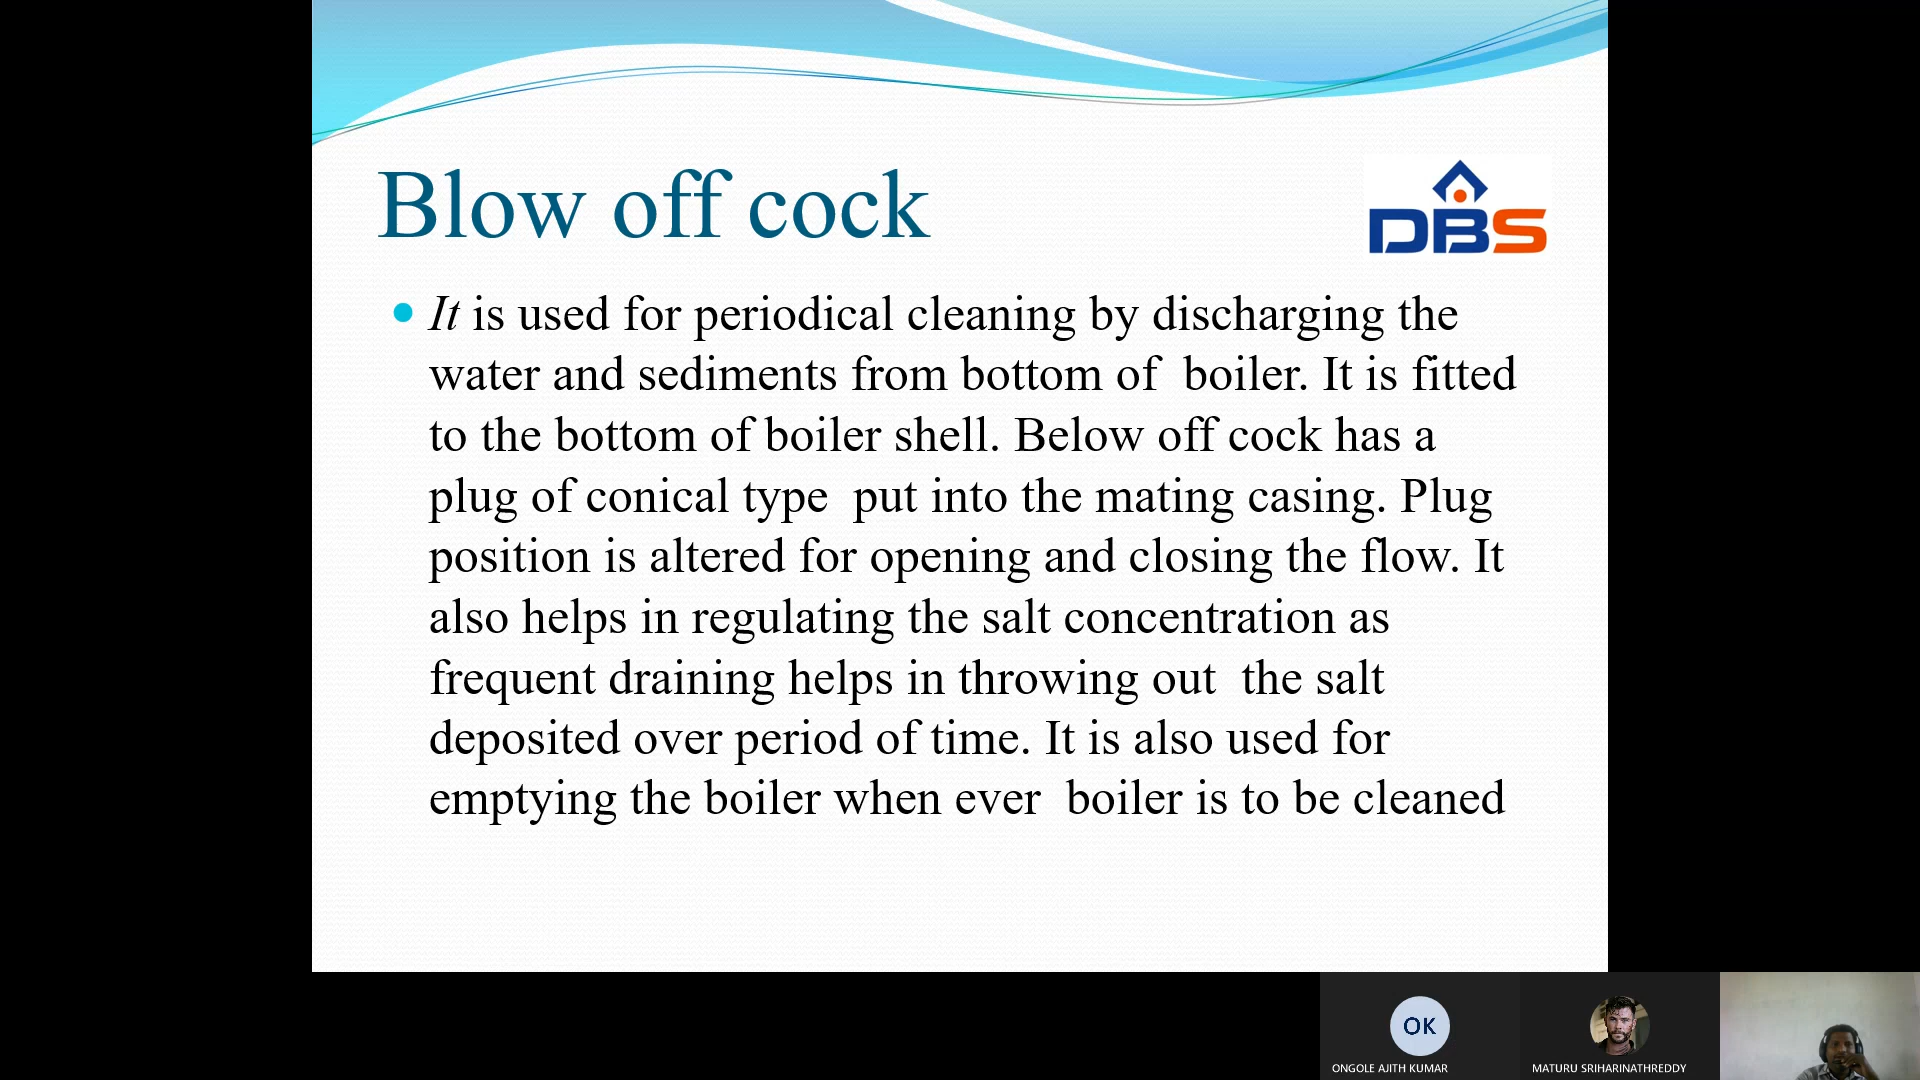 Blow off cock
DBS
It is used for periodical cleaning by discharging the
water and sediments from bottom of  boiler. It is fitted
to the bottom of boiler shell. Below off cock has a
plug of conical type  put into the mating casing. Plug
position is altered for opening and closing the flow. It
also helps in regulating the salt concentration as
frequent draining helps in throwing out  the salt
deposited over period of time. It is also used for
emptying the boiler when ever  boiler is to be cleaned
OK
ONGOLE AJITH KUMAR
MATURU SRIHARINATHREDDY